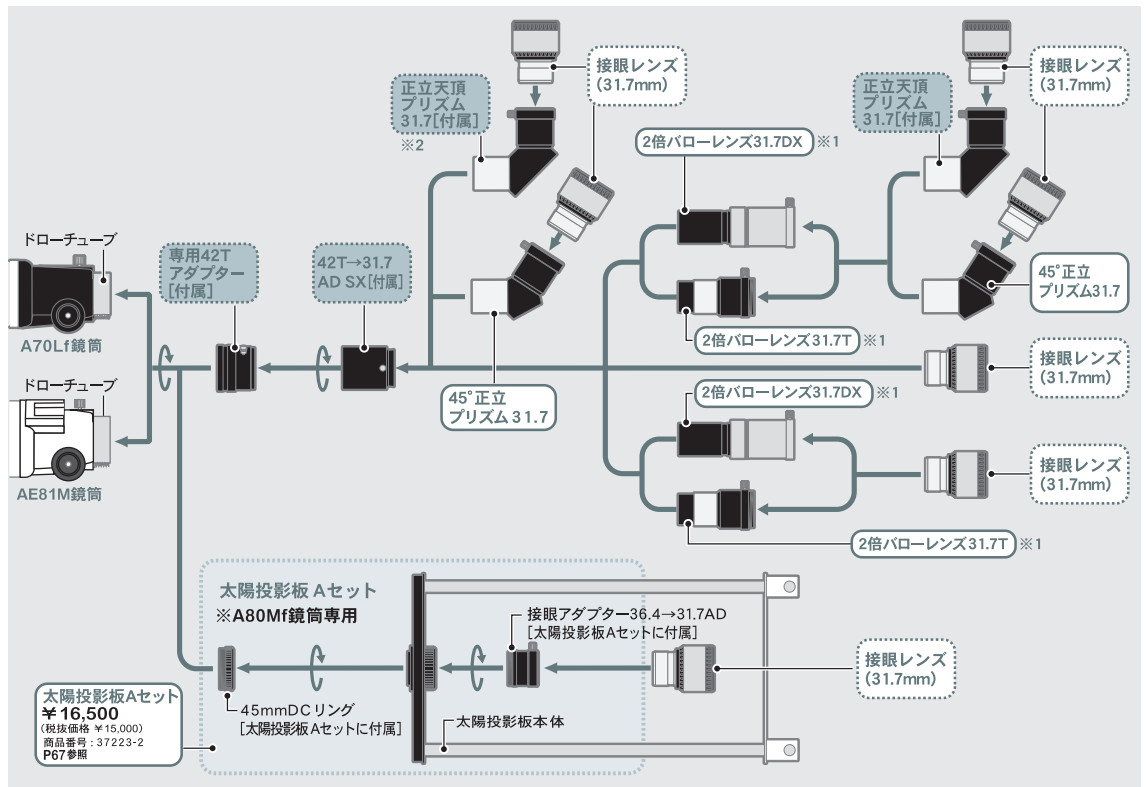 接眼レンズ
(31.7mm)
正立天頂
プリズム
31.7[付属]
※2
2倍バローレンズ31.7DX ※1
正立天頂
プリズム
31.7[付属]
接眼レンズ
(31.7mm)
ドローチューブ
A70Lf鏡筒
専用42T
アダプター
[付属]
42T→31.7
AD SX[付属]
45°正立
プリズム31.7
2倍バローレンズ31.7T ※1
45°正立
プリズム31.7
接眼レンズ
(31.7mm)
ドローチューブ
AE81M鏡筒
2倍バローレンズ31.7DX ※1
接眼レンズ
(31.7mm)
2倍バローレンズ31.7T ※1
太陽投影板 Aセット
※A80Mf鏡筒専用
接眼アダプター36.4→31.7AD
[太陽投影板Aセットに付属]
接眼レンズ
(31.7mm)
45mmDCリング
[太陽投影板Aセットに付属]
太陽投影板本体
太陽投影板Aセット
￥16,500
(税抜価格 ￥15,000)
商品番号：37223-2
P67参照